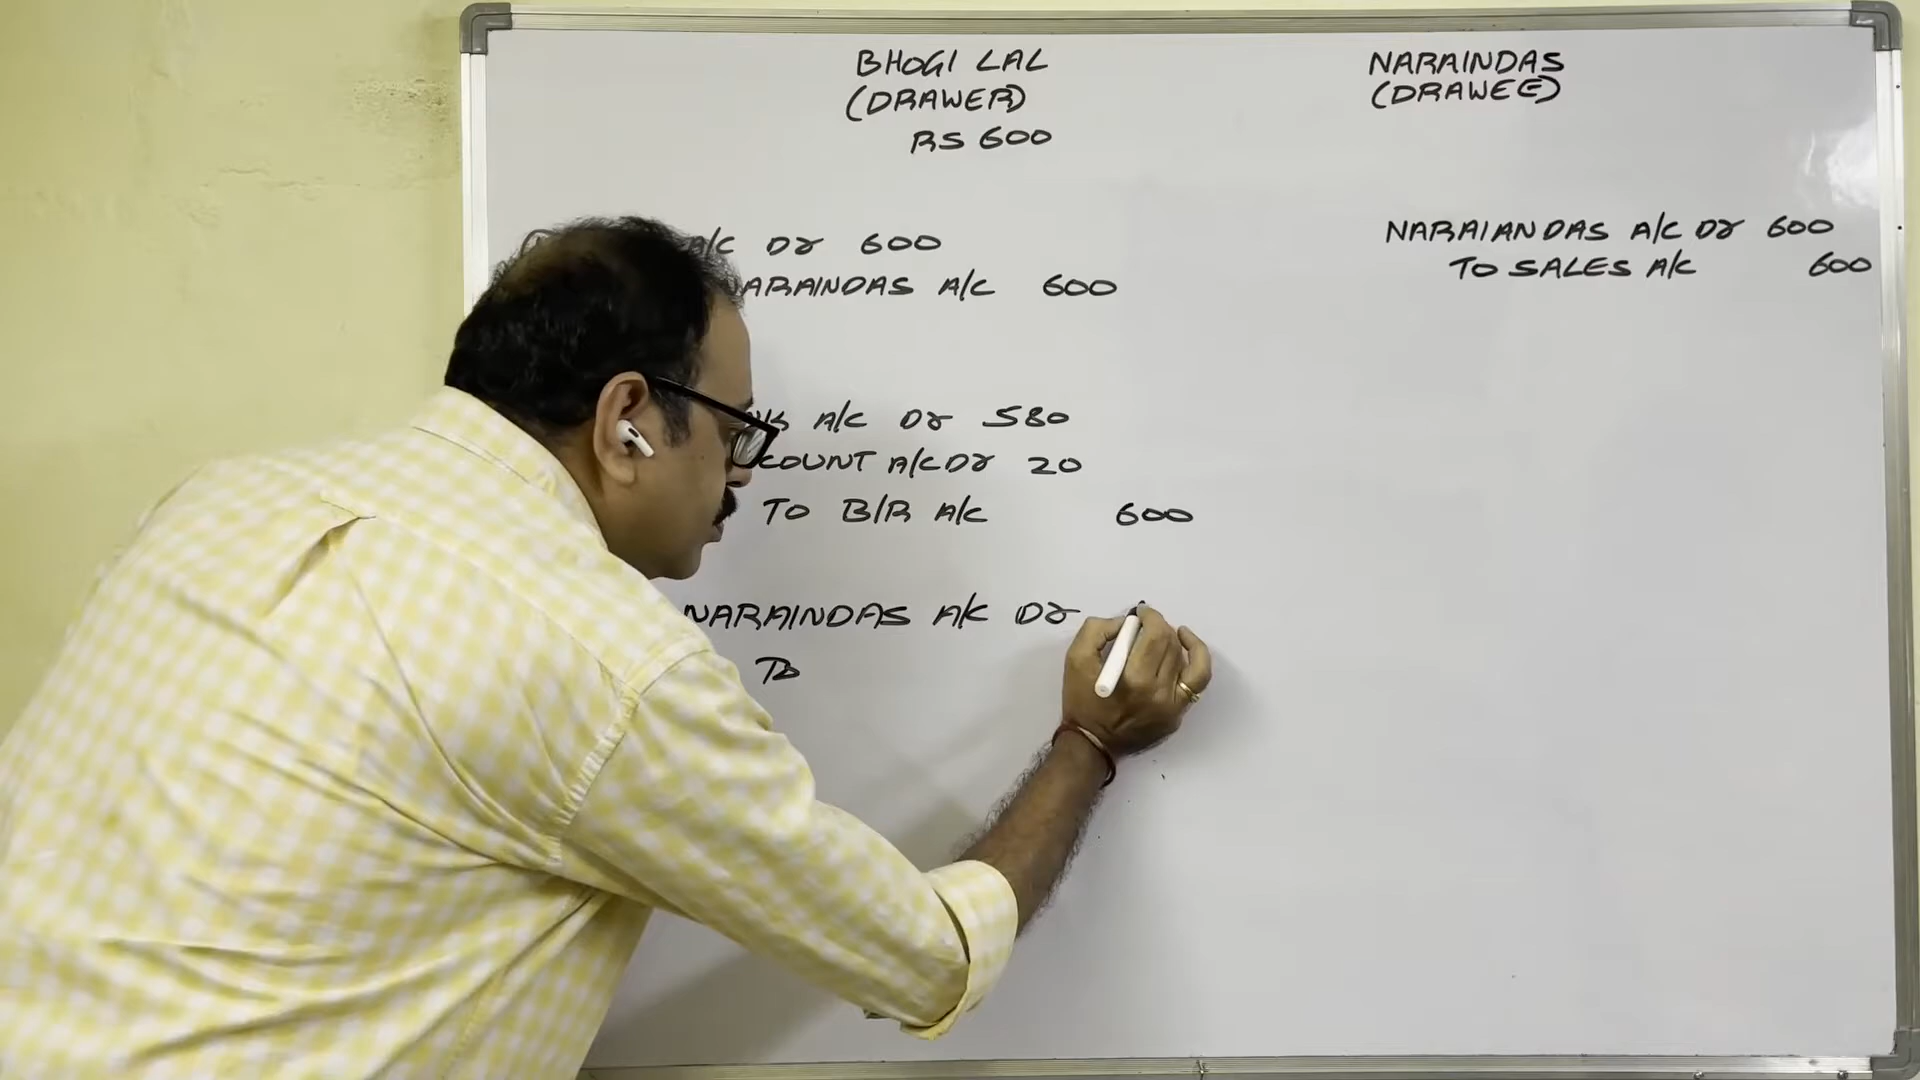 BHOGI LAL
(DRAWER)
RS 600
NARAINDAS
(DRAWEE)
A/C Dr 600
NARAINDAS A/C 600
A/C Dr 580
COUNT A/C Dr 20
TO B/R A/C 600
NARAINDAS A/C Dr
TO
NARAIANDAS A/C Dr 600
TO SALES A/C 600